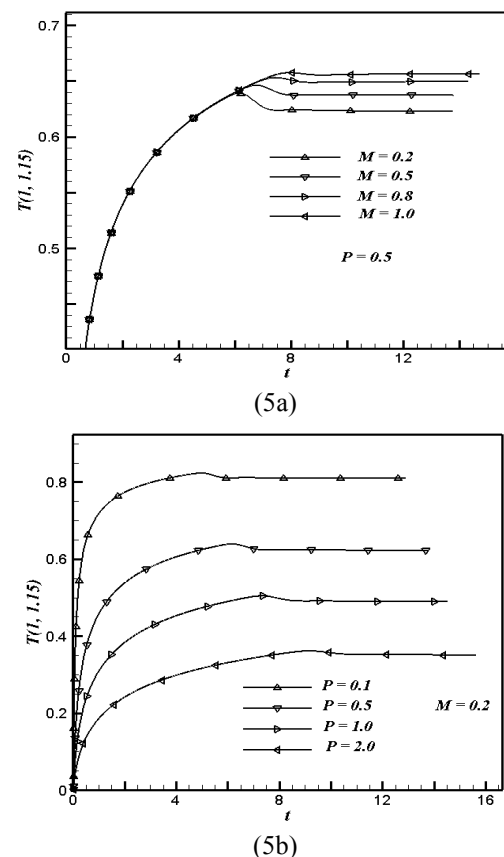 0.7
0.6
0.5
T(1, 1.15)
M = 0.2
M = 0.5
M = 0.8
M = 1.0
P = 0.5
0 4 8 12
t
(5a)
0.8
0.6
0.4
0.2
0
T(1, 1.15)
P = 0.1
P = 0.5 M = 0.2
P = 1.0
P = 2.0
0 4 8 12 16
t
(5b)